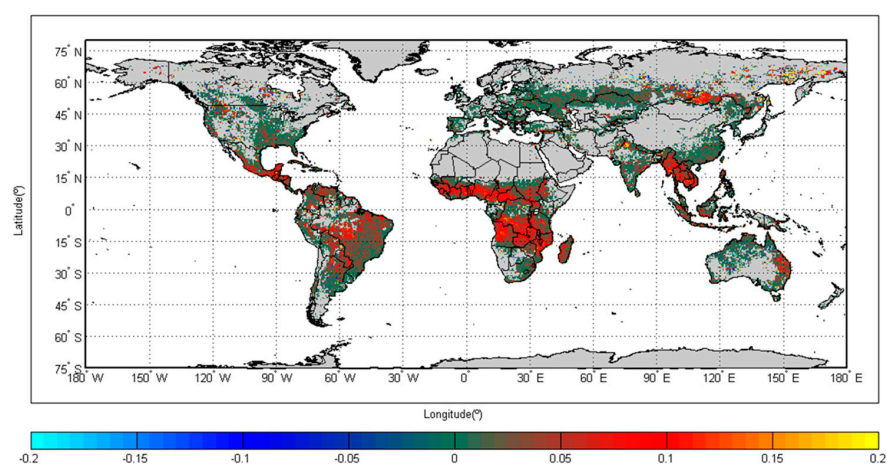 75° N
60° N
45° N
30° N
15° N
0°
15° S
30° S
45° S
60° S
75° S
Latitude(º)
180° W 150° W 120° W 90° W 60° W 30° W 0° 30° E 60° E 90° E 120° E 150° E 180° E
Longitude(º)
-0.2 -0.15 -0.1 -0.05 0 0.05 0.1 0.15 0.2